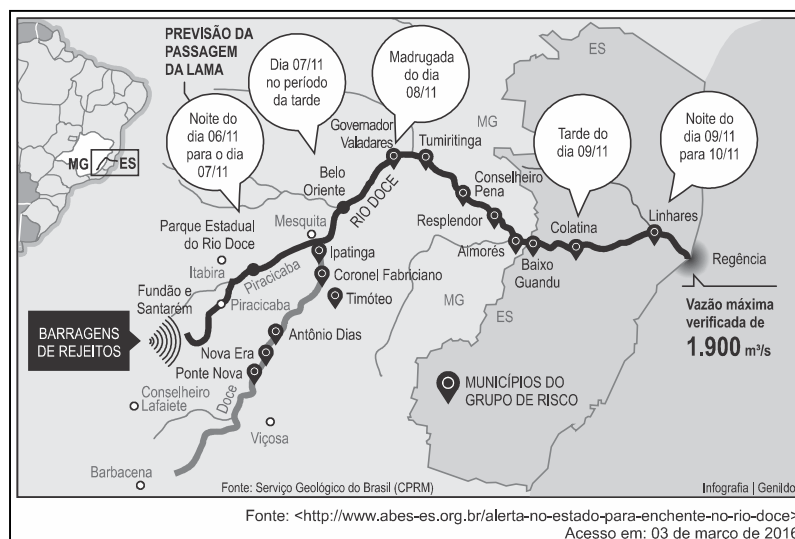 PREVISÃO DA
PASSAGEM
DA LAMA
Noite do
dia 06/11
para o dia
07/11
Dia 07/11
no período
da tarde
Madrugada
do dia
08/11
Tarde do
dia 09/11
Noite do
dia 09/11
para 10/11
MG
ES
ES
MG
Governador
Valadares
Tumiritinga
Belo
Oriente
RIO DOCE
Conselheiro
Pena
Resplendor
Aimorés
Baixo
Guandu
Colatina
Linhares
Regência
Parque Estadual
do Rio Doce
Mesquita
Ipatinga
Itabira
Piracicaba
Coronel Fabriciano
Fundão e
Santarém
Piracicaba
Timóteo
MG
ES
BARRAGENS
DE REJEITOS
Antônio Dias
Nova Era
Ponte Nova
Conselheiro
Lafaiete
Doce
Viçosa
Barbacena
Vazão máxima
verificada de
1.900 m³/s
MUNICÍPIOS DO
GRUPO DE RISCO
Fonte: Serviço Geológico do Brasil (CPRM)
Infografia | Genildo
Fonte: <http://www.abes-es.org.br/alerta-no-estado-para-enchente-no-rio-doce>
Acesso em: 03 de março de 2016